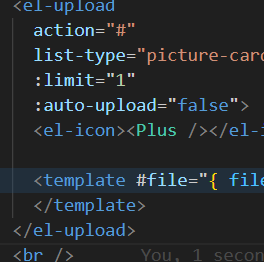 <el-upload
action="#"
list-type="picture-car
:limit="1"
:auto-upload="false">
<el-icon><Plus /></el-i
<template #file="{ file
</template>
</el-upload>
<br /> You, 1 secon